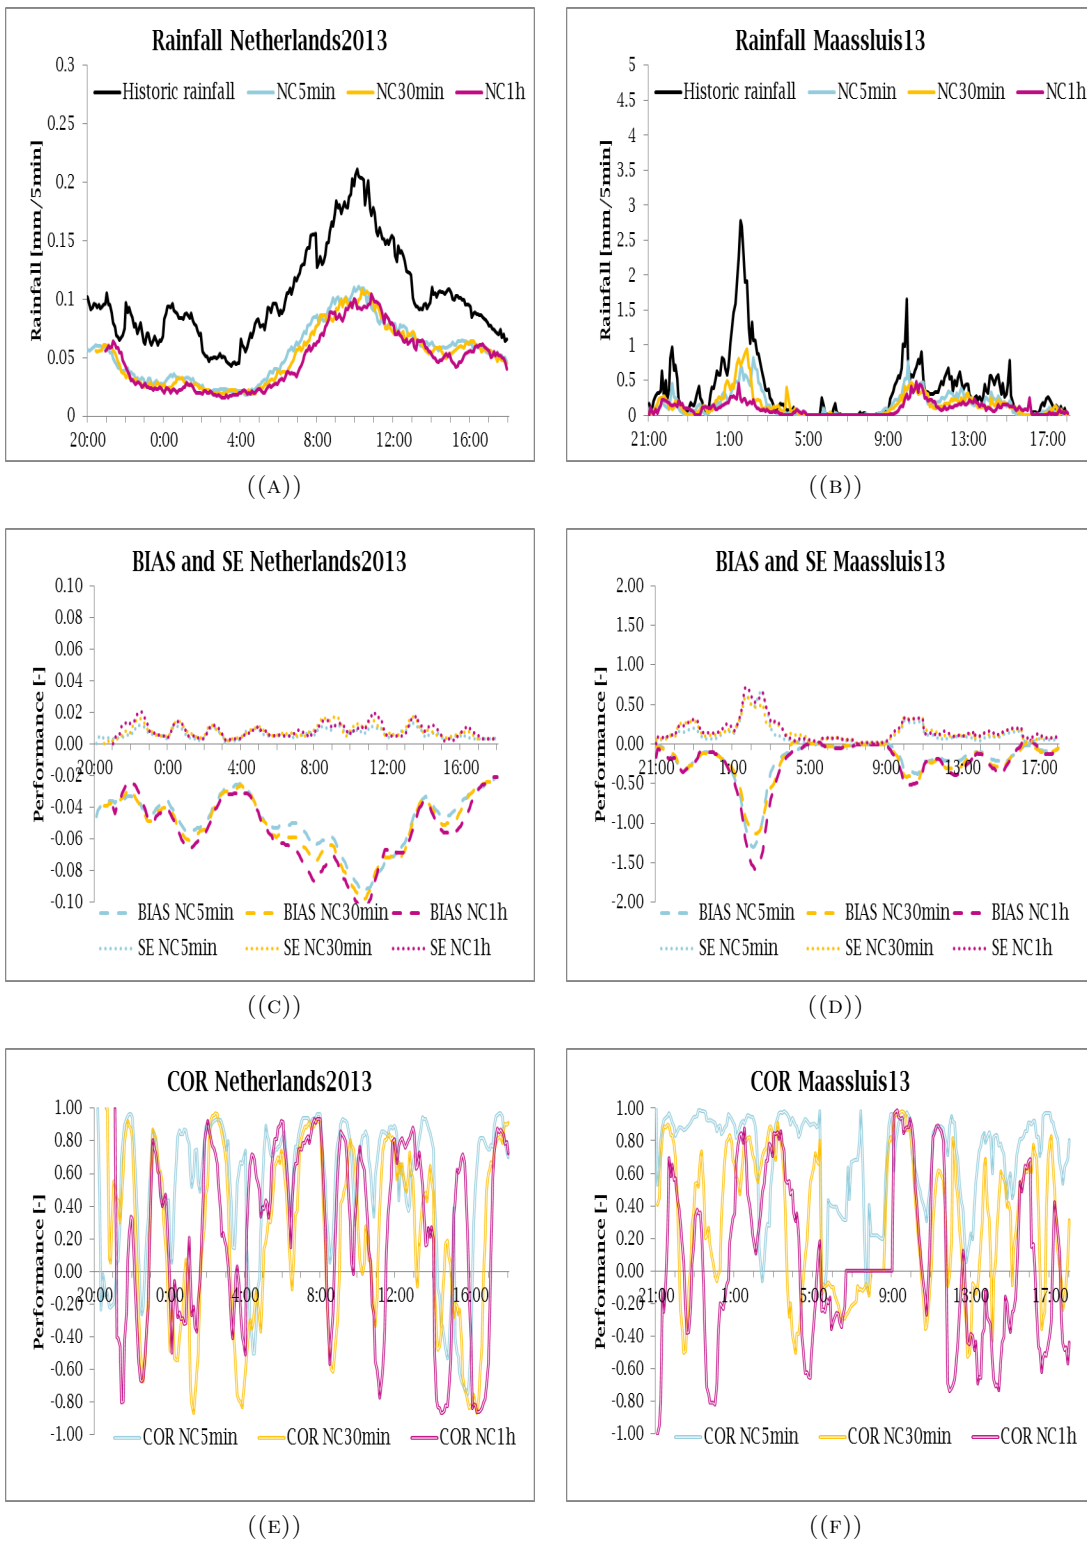 Rainfall Netherlands2013
0.3
Historic rainfall NC5min NC30min NC1h
0.25
0.2
0.15
0.1
0.05
0
Rainfall [mm/5min]
20:00 0:00 4:00 8:00 12:00 16:00
((A))
Rainfall Maassluis13
5
Historic rainfall NC5min NC30min NC1h
4.5
4
3.5
3
2.5
2
1.5
1
0.5
0
Rainfall [mm/5min]
21:00 1:00 5:00 9:00 13:00 17:00
((B))
BIAS and SE Netherlands2013
0.10
0.08
0.06
0.04
0.02
0.00
-0.02
-0.04
-0.06
-0.08
-0.10
Performance [-]
20:00 0:00 4:00 8:00 12:00 16:00
BIAS NC5min BIAS NC30min BIAS NC1h
SE NC5min SE NC30min SE NC1h
((C))
BIAS and SE Maassluis13
2.00
1.50
1.00
0.50
0.00
-0.50
-1.00
-1.50
-2.00
Performance [-]
21:00 1:00 5:00 9:00 13:00 17:00
BIAS NC5min BIAS NC30min BIAS NC1h
SE NC5min SE NC30min SE NC1h
((D))
COR Netherlands2013
1.00
0.80
0.60
0.40
0.20
0.00
-0.20
-0.40
-0.60
-0.80
-1.00
Performance [-]
20:00 0:00 4:00 8:00 12:00 16:00
COR NC5min COR NC30min COR NC1h
((E))
COR Maassluis13
1.00
0.80
0.60
0.40
0.20
0.00
-0.20
-0.40
-0.60
-0.80
-1.00
Performance [-]
21:00 1:00 5:00 9:00 13:00 17:00
COR NC5min COR NC30min COR NC1h
((F))